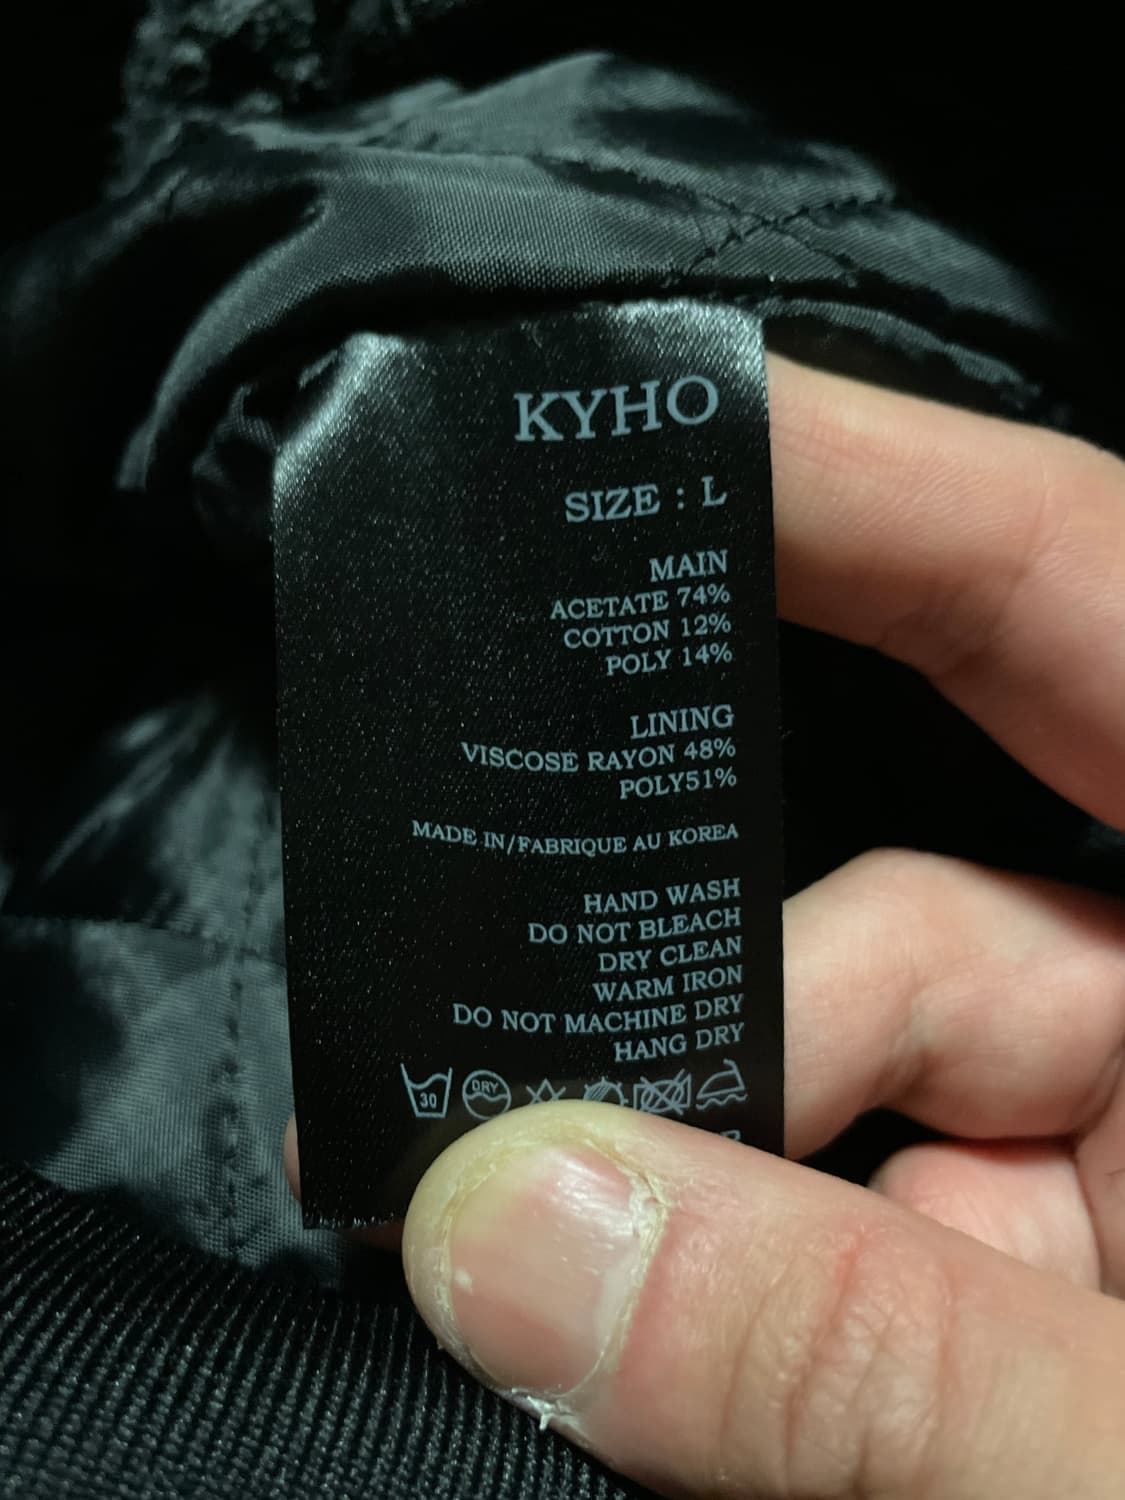 KYHO
SIZE : L
MAIN
ACETATE 74%
COTTON 12%
POLY 14%
LINING
VISCOSE RAYON 48%
POLY51%
MADE IN/FABRIQUE AU KOREA
HAND WASH
DO NOT BLEACH
DRY CLEAN
WARM IRON
DO NOT MACHINE DRY
HANG DRY
30 DRY